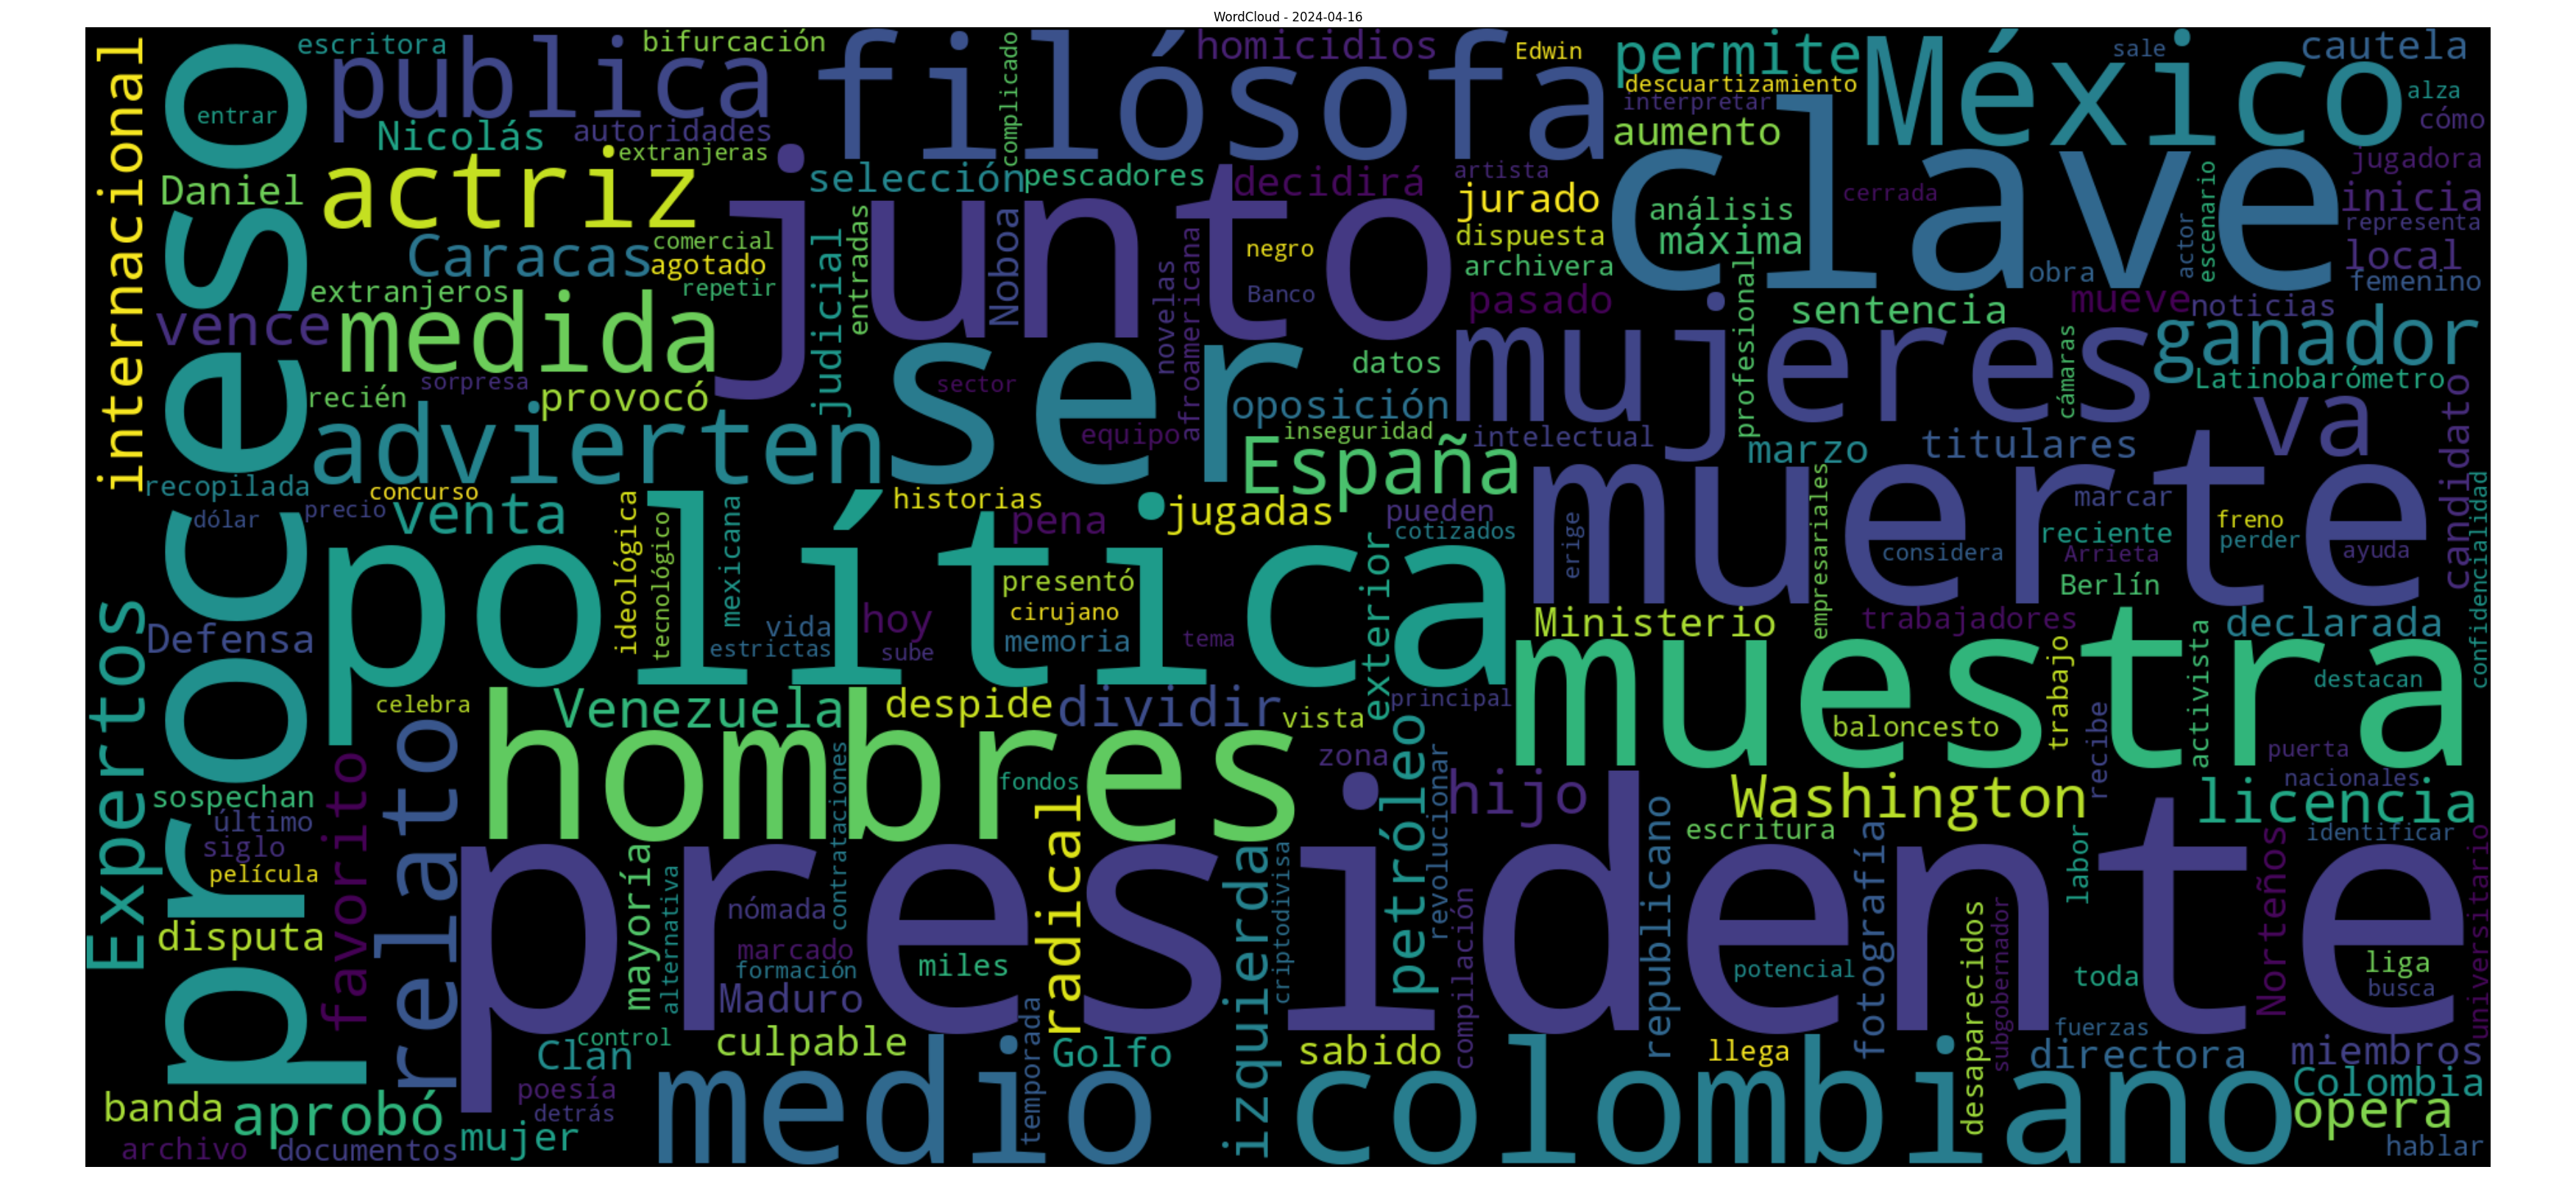 WordCloud - 2024-04-16
internacional
proceso
entrar
escritora
publica
bifurcación
filósofa
complicado
homicidios
Edwin
permite
descuartizamiento
interpretar
México
sale
cautela
alza
cómo
Nicolás
autoridades
extranjeras
aumento
jugadora
Daniel
actriz
junto
selección
pescadores
decidirá
artista
jurado
clave
análisis
cerrada
inicia
representa
Caracas
comercial
agotado
repetir
judicial
entradas
Noboa
novelas
afroamericana
negro
Banco
dispuesta
archivera
máxima
profesional
obra
actor
escenario
local
femenino
extranjeros
vence
medida
ser
pasado
mujeres
sentencia
mueve
noticias
ganador
Latinobarómetro
recién
sorpresa
provocó
sector
datos
cámaras
candidato
advierten
equipo
oposición
inseguridad
España
intelectual
marzo
titulares
va
recopilada
concurso
dólar
precio
venta
ideológica
tecnológico
mexicana
política
historias
pena
jugadas
pueden
cotizados
exterior
muerte
erige
empresariales
considera
marcar
reciente
Arrieta
freno
perder
ayuda
Berlín
confidencialidad
Expertos
Defensa
vida
estrictas
hoy
sube
presentó
cirujano
memoria
tema
Ministerio
trabajadores
declarada
muestra
trabajo
activista
destacan
celebra
Venezuela
despide
dividir
vista
principal
baloncesto
recibe
puerta
nacionales
hombres
favorito
relato
contrataciones
fondos
zona
petróleo
revolucionar
hijo
Washington
licencia
sospechan
último
siglo
película
disputa
presidente
mayoría
alternativa
nómada
marcado
formación
Maduro
miles
radical
izquierda
criptodivisa
compilación
republicano
escritura
fotografía
potencial
desaparecidos
subgobernador
labor
toda
Norteños
identificar
universitario
liga
busca
control
Clan
culpable
temporada
Golfo
sabido
llega
fuerzas
directora
miembros
Colombia
banda
aprobó
poesía
detrás
medio
colombiano
opera
archivo
documentos
mujer
hablar